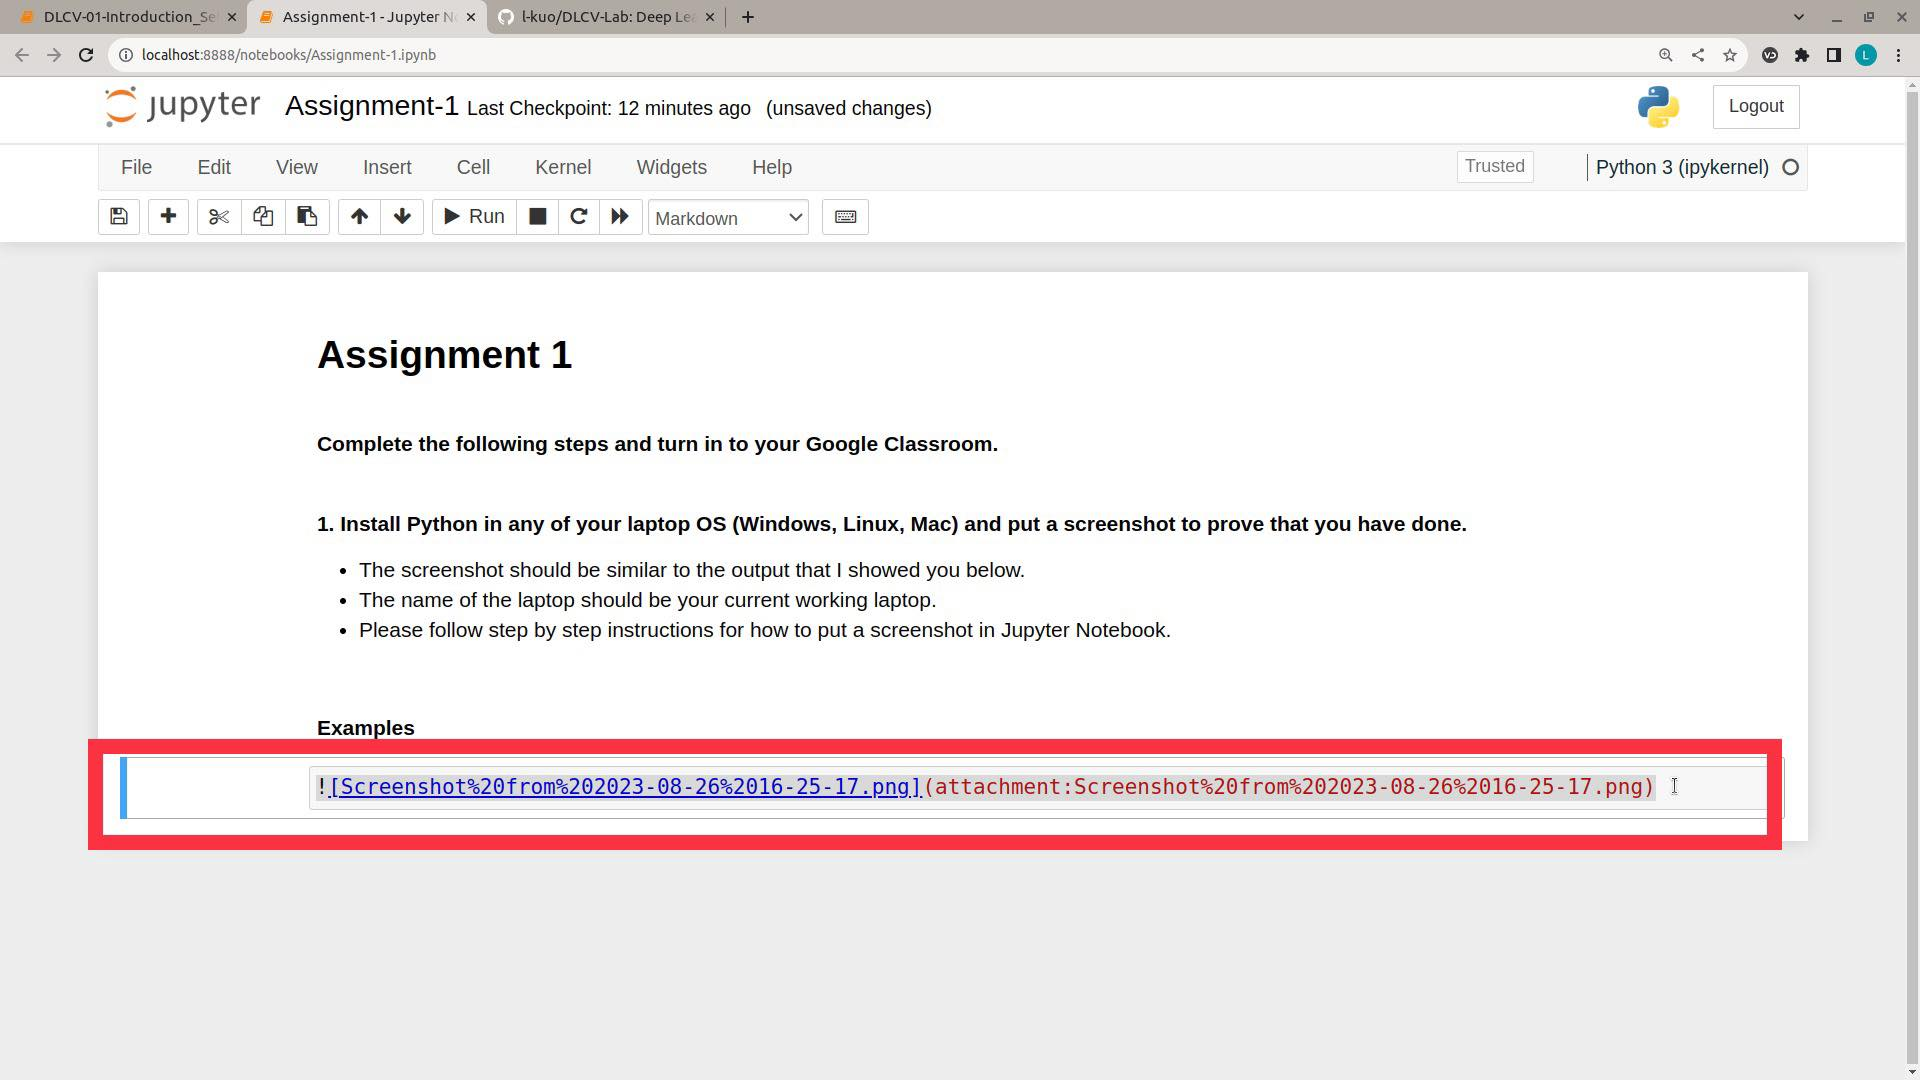 DLCV-01-Introduction_Se
Assignment-1 - Jupyter N
l-kuo/DLCV-Lab: Deep Lea
localhost:8888/notebooks/Assignment-1.ipynb
L
jupyter Assignment-1 Last Checkpoint: 12 minutes ago (unsaved changes)
Logout
File Edit View Insert Cell Kernel Widgets Help
Trusted
Python 3 (ipykernel)
Run
Markdown
Assignment 1
Complete the following steps and turn in to your Google Classroom.
1. Install Python in any of your laptop OS (Windows, Linux, Mac) and put a screenshot to prove that you have done.
• The screenshot should be similar to the output that I showed you below.
• The name of the laptop should be your current working laptop.
• Please follow step by step instructions for how to put a screenshot in Jupyter Notebook.
Examples
![Screenshot%20from%202023-08-26%2016-25-17.png](attachment:Screenshot%20from%202023-08-26%2016-25-17.png)